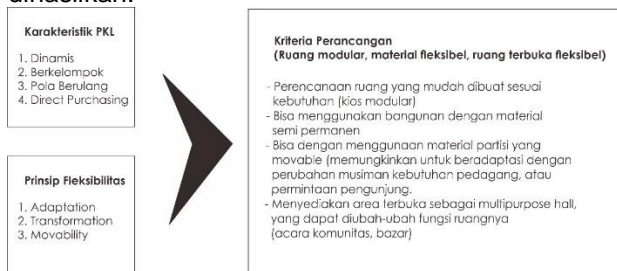 dihasilkan.
Karakteristik PKL
1. Dinamis
2. Berkelompok
3. Pola Berulang
4. Direct Purchasing
Prinsip Fleksibilitas
1. Adaptation
2. Transformation
3. Movability
Kriteria Perancangan
(Ruang modular, material fleksibel, ruang terbuka fleksibel)
- Perencanaan ruang yang mudah dibuat sesuai
kebutuhan (kios modular)
- Bisa menggunakan bangunan dengan material
semi permanen
- Bisa dengan menggunaan material partisi yang
movable (memungkinkan untuk beradaptasi dengan
perubahan musiman kebutuhan pedagang, atau
permintaan pengunjung.
- Menyediakan area terbuka sebagai multipurpose hall,
yang dapat diubah-ubah fungsi ruangnya
(acara komunitas, bazar)